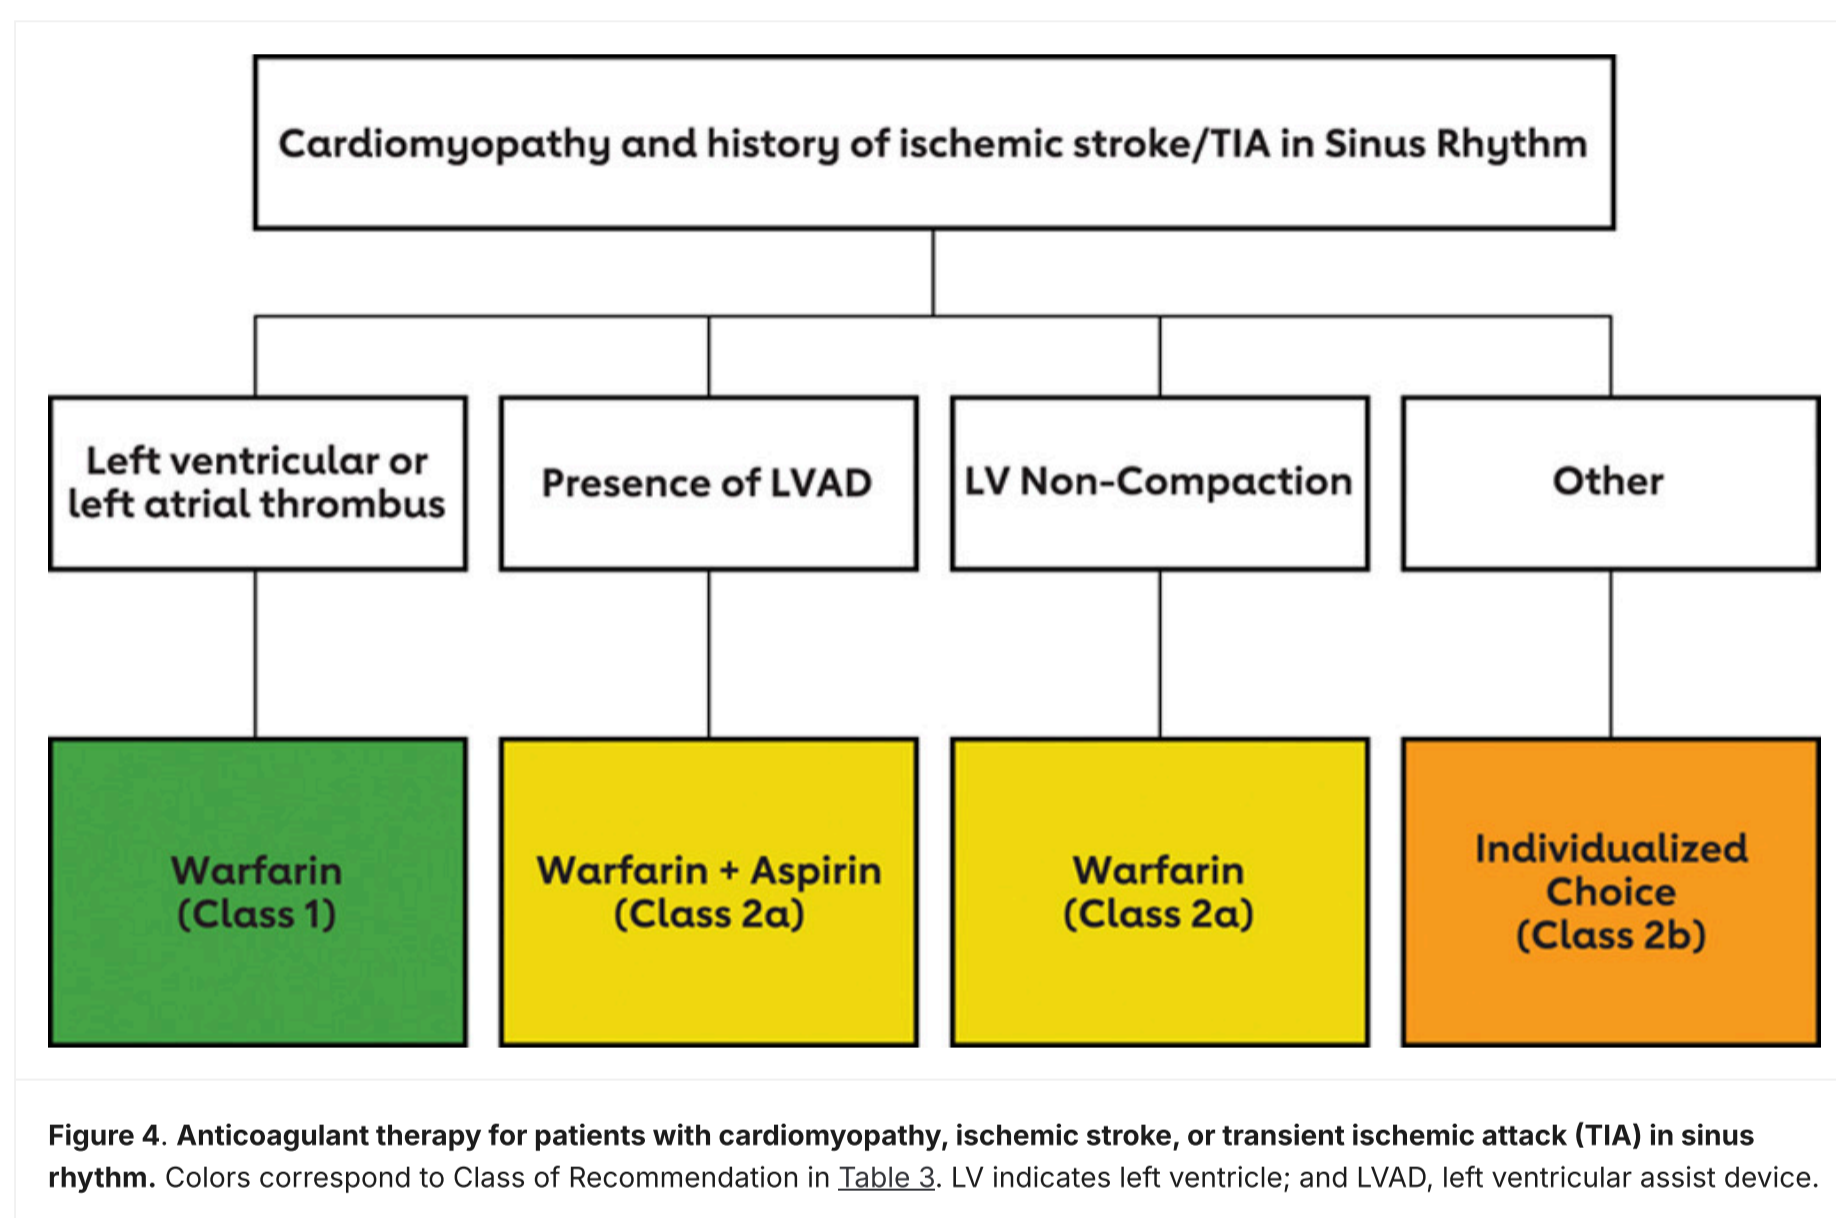 Cardiomyopathy and history of ischemic stroke/TIA in Sinus Rhythm
Left ventricular or
left atrial thrombus
Presence of LVAD
LV Non-Compaction
Other
Warfarin
(Class 1)
Warfarin + Aspirin
(Class 2a)
Warfarin
(Class 2a)
Individualized
Choice
(Class 2b)
Figure 4. Anticoagulant therapy for patients with cardiomyopathy, ischemic stroke, or transient ischemic attack (TIA) in sinus
rhythm. Colors correspond to Class of Recommendation in Table 3. LV indicates left ventricle; and LVAD, left ventricular assist device.